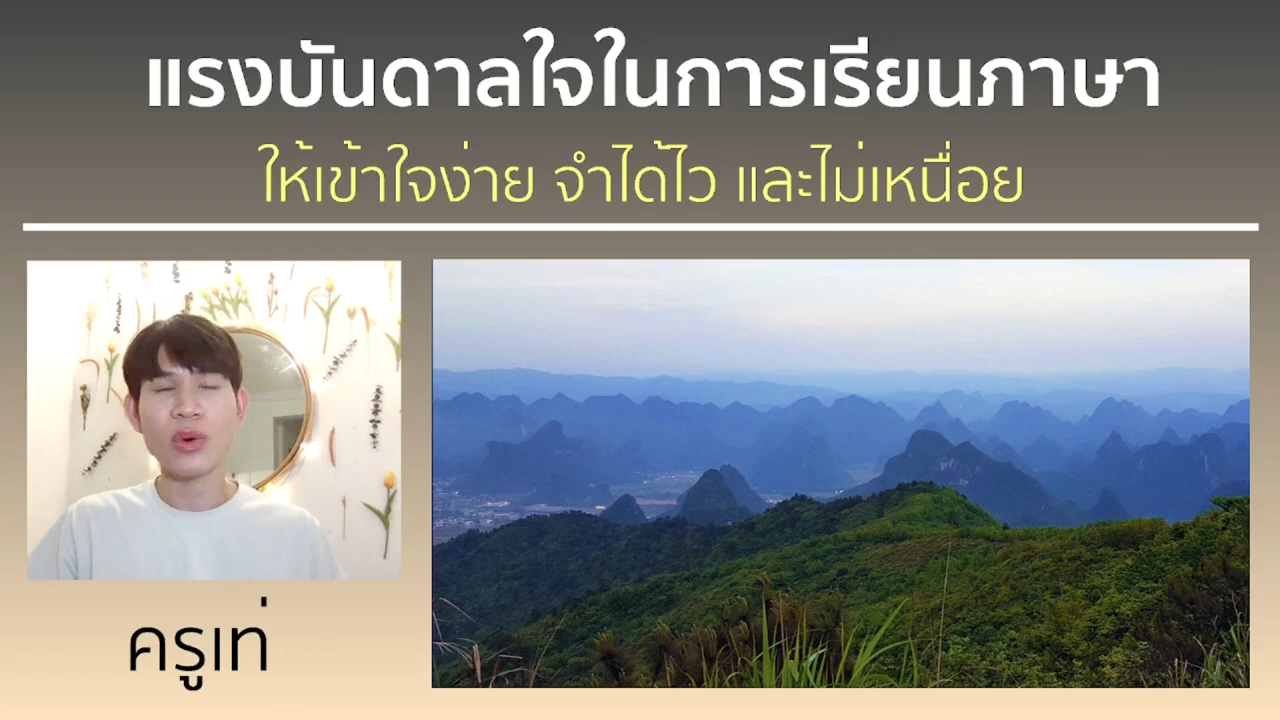 แรงบันดาลใจในการเรียนภาษา
ให้เข้าใจง่าย จำได้ไว และไม่เหนื่อย
ครูเท่